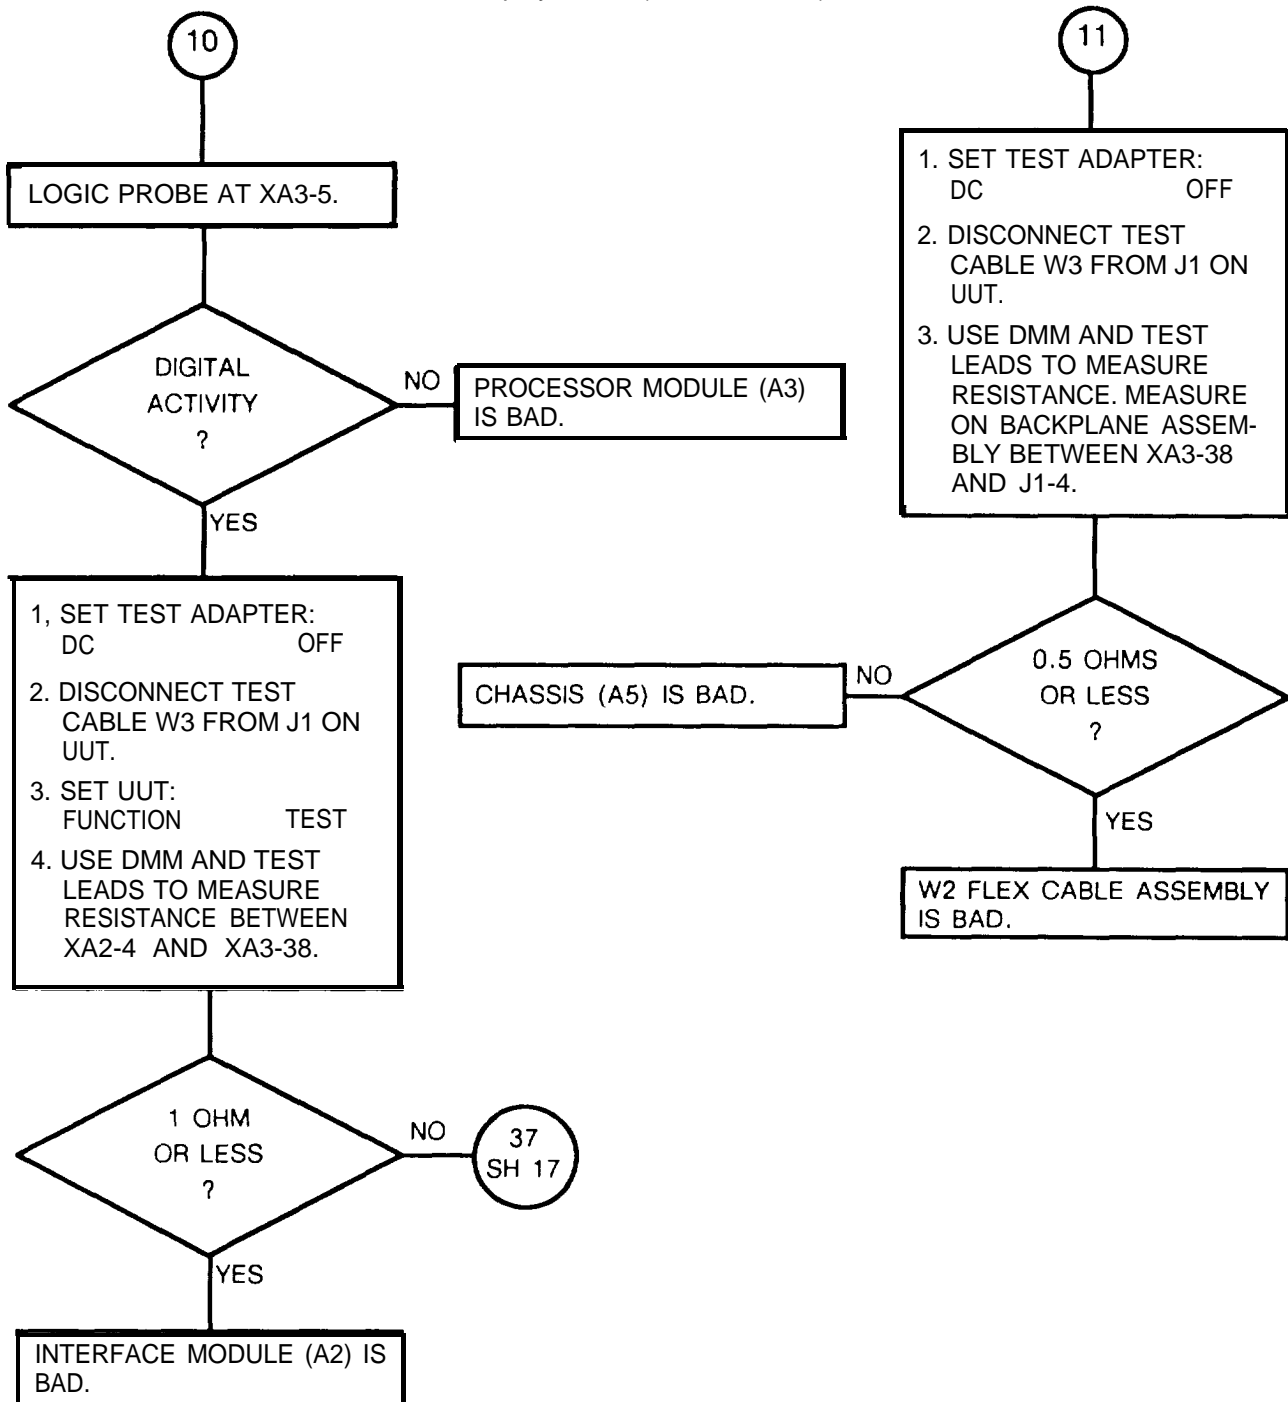 10
LOGIC PROBE AT XA3-5.
DIGITAL
ACTIVITY
?
NO
PROCESSOR MODULE (A3)
IS BAD.
YES
1, SET TEST ADAPTER:
DC OFF
2. DISCONNECT TEST
CABLE W3 FROM J1 ON
UUT.
3. SET UUT:
FUNCTION TEST
4. USE DMM AND TEST
LEADS TO MEASURE
RESISTANCE BETWEEN
XA2-4 AND XA3-38.
1 OHM
OR LESS
?
NO
37
SH 17
YES
INTERFACE MODULE (A2) IS
BAD.
11
1. SET TEST ADAPTER:
DC OFF
2. DISCONNECT TEST
CABLE W3 FROM J1 ON
UUT.
3. USE DMM AND TEST
LEADS TO MEASURE
RESISTANCE. MEASURE
ON BACKPLANE ASSEM-
BLY BETWEEN XA3-38
AND J1-4.
0.5 OHMS
OR LESS
?
NO
CHASSIS (A5) IS BAD.
YES
W2 FLEX CABLE ASSEMBLY
IS BAD.